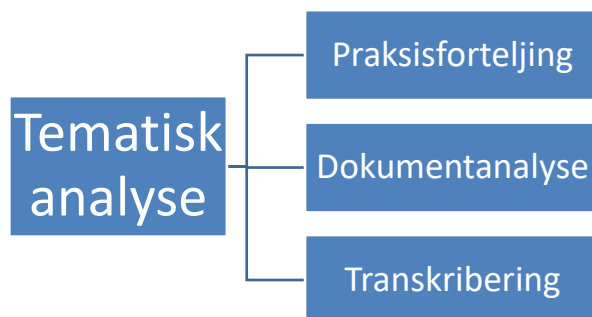 Tematisk
analyse
Praksisforteljing
Dokumentanalyse
Transkribering